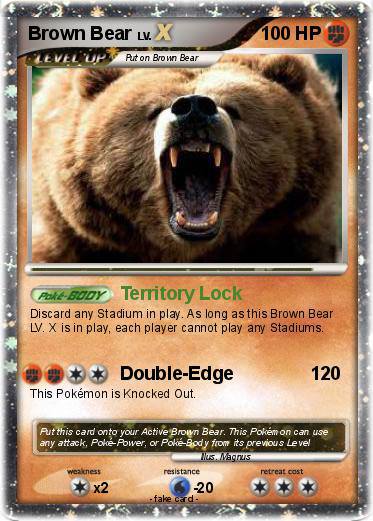 Brown Bear LV. X 100 HP
LEVEL-UP Put on Brown Bear
Poké-BODY Territory Lock
Discard any Stadium in play. As long as this Brown Bear
LV. X is in play, each player cannot play any Stadiums.
Double-Edge 120
This Pokémon is Knocked Out.
Put this card onto your Active Brown Bear. This Pokémon can use
any attack, Poké-Power, or Poké-Body from its previous Level
Illus. Magnus
weakness resistance retreat cost
x2 -20
- fake card -